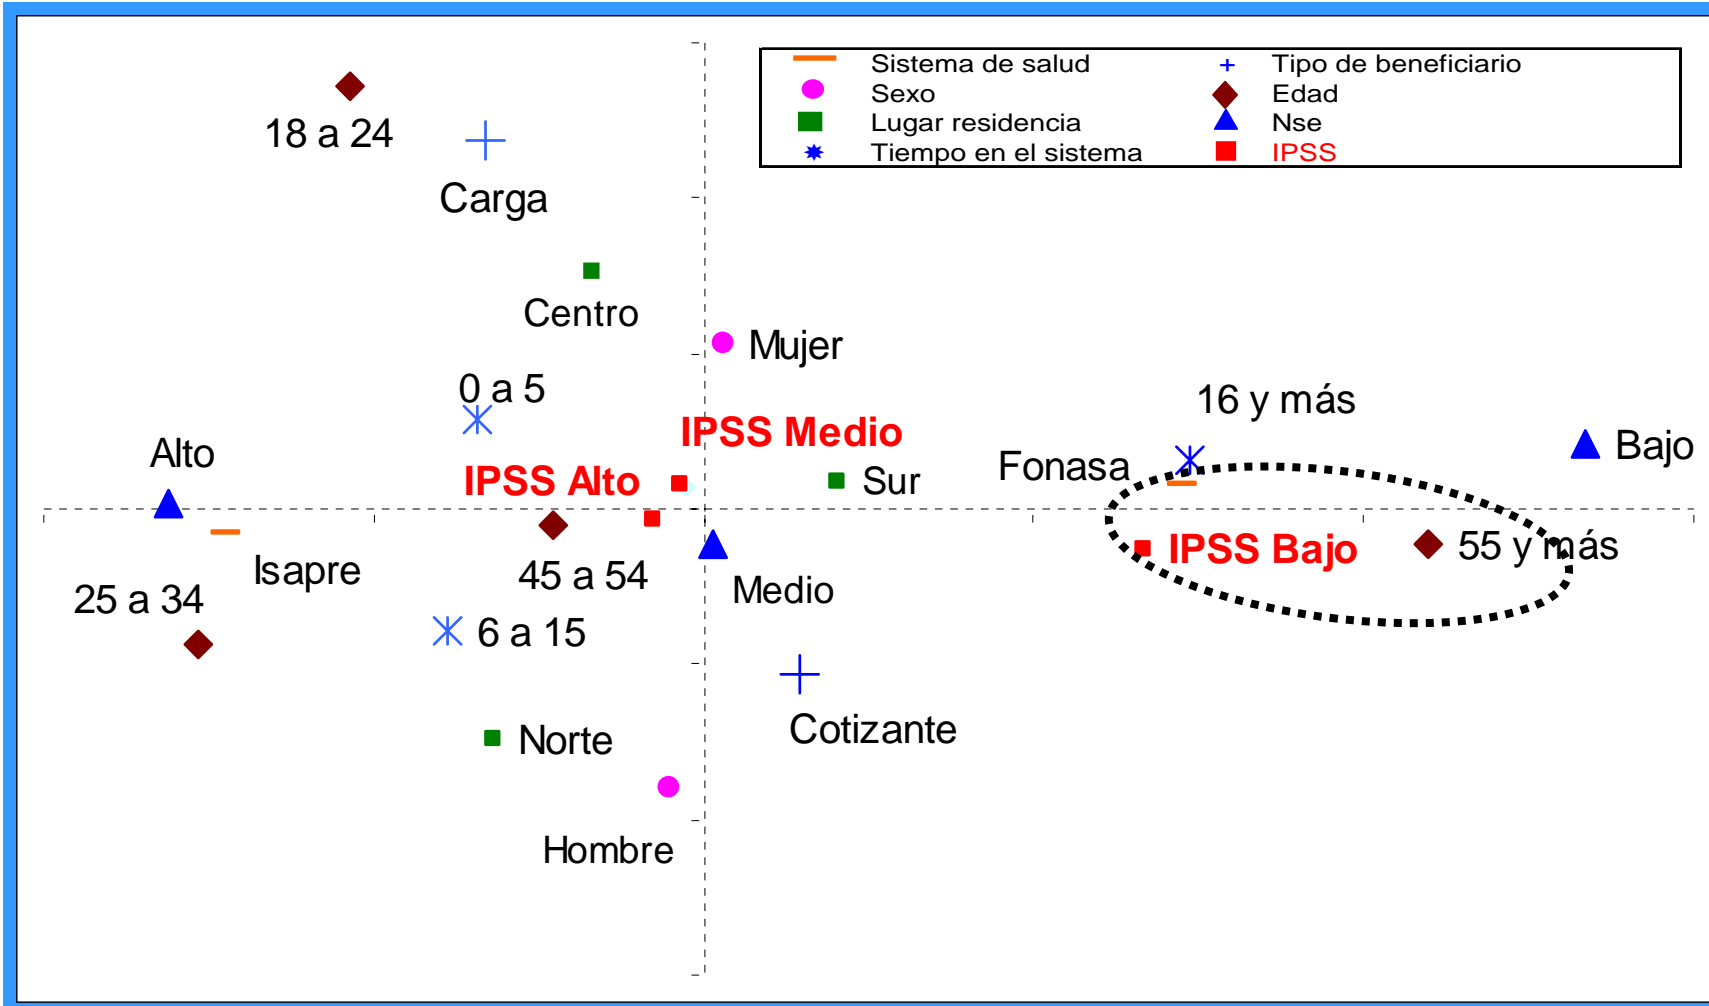 Sistema de salud
Tipo de beneficiario
Sexo
Edad
Lugar residencia
Nse
Tiempo en el sistema
IPSS
18 a 24
Carga
Centro
Mujer
0 a 5
16 y más
IPSS Medio
Alto
Bajo
Fonasa
IPSS Alto
Sur
IPSS Bajo
55 y más
Isapre
45 a 54
Medio
25 a 34
6 a 15
Cotizante
Norte
Hombre